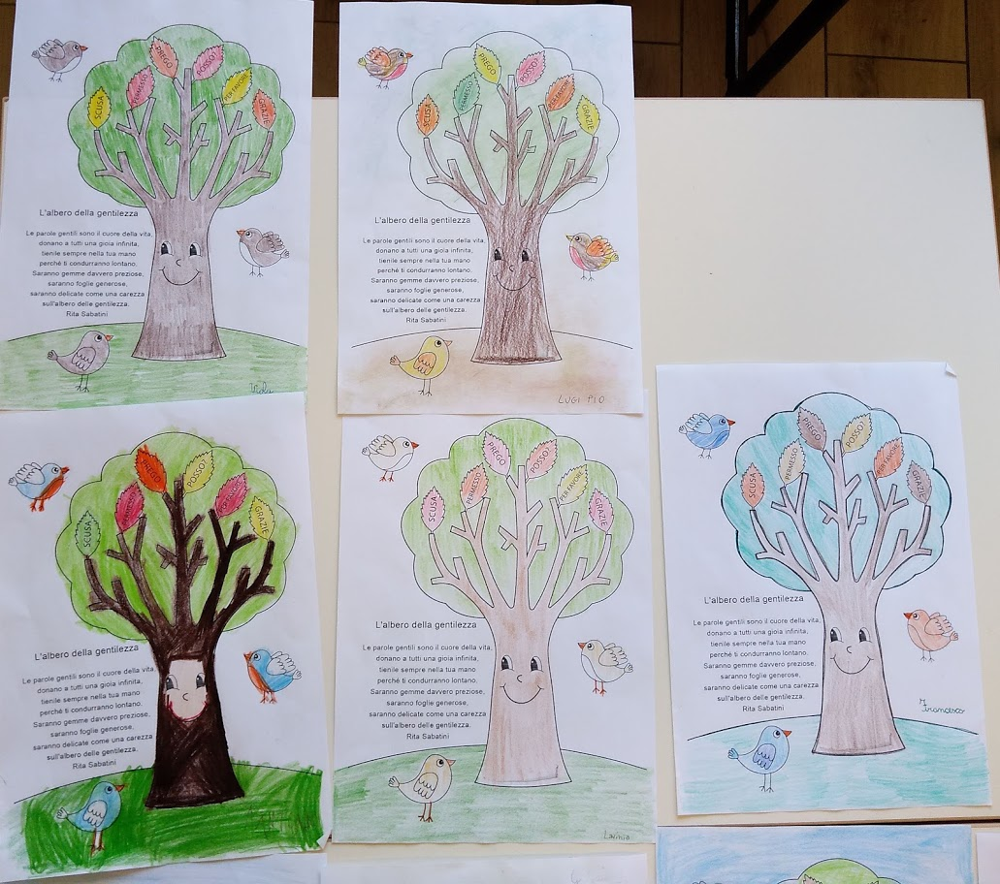 SCUSA
PERMESSO
PREGO
POSSO?
PER FAVORE
GRAZIE
L'albero della gentilezza
Le parole gentili sono il cuore della vita,
donano a tutti una gioia infinita,
tienile sempre nella tua mano
perché ti condurranno lontano.
Saranno gemme davvero preziose,
saranno foglie generose,
saranno delicate come una carezza
sull'albero delle gentilezza.
Rita Sabatini
Viola
SCUSA
PERMESSO
PREGO
POSSO?
PER FAVORE
GRAZIE
L'albero della gentilezza
Le parole gentili sono il cuore della vita,
donano a tutti una gioia infinita,
tienile sempre nella tua mano
perché ti condurranno lontano.
Saranno gemme davvero preziose,
saranno foglie generose,
saranno delicate come una carezza
sull'albero delle gentilezza.
Rita Sabatini
LUGI PIO
SCUSA
PERMESSO
PREGO
POSSO?
PER FAVORE
GRAZIE
L'albero della gentilezza
Le parole gentili sono il cuore della vita,
donano a tutti una gioia infinita,
tienile sempre nella tua mano
perché ti condurranno lontano.
Saranno gemme davvero preziose,
saranno foglie generose,
saranno delicate come una carezza
sull'albero delle gentilezza.
Rita Sabatini
SCUSA
PERMESSO
PREGO
POSSO?
PER FAVORE
GRAZIE
L'albero della gentilezza
Le parole gentili sono il cuore della vita,
donano a tutti una gioia infinita,
tienile sempre nella tua mano
perché ti condurranno lontano.
Saranno gemme davvero preziose,
saranno foglie generose,
saranno delicate come una carezza
sull'albero delle gentilezza.
Rita Sabatini
SCUSA
PERMESSO
PREGO
POSSO?
PER FAVORE
GRAZIE
L'albero della gentilezza
Le parole gentili sono il cuore della vita,
donano a tutti una gioia infinita,
tienile sempre nella tua mano
perché ti condurranno lontano.
Saranno gemme davvero preziose,
saranno foglie generose,
saranno delicate come una carezza
sull'albero delle gentilezza.
Rita Sabatini
Francesco